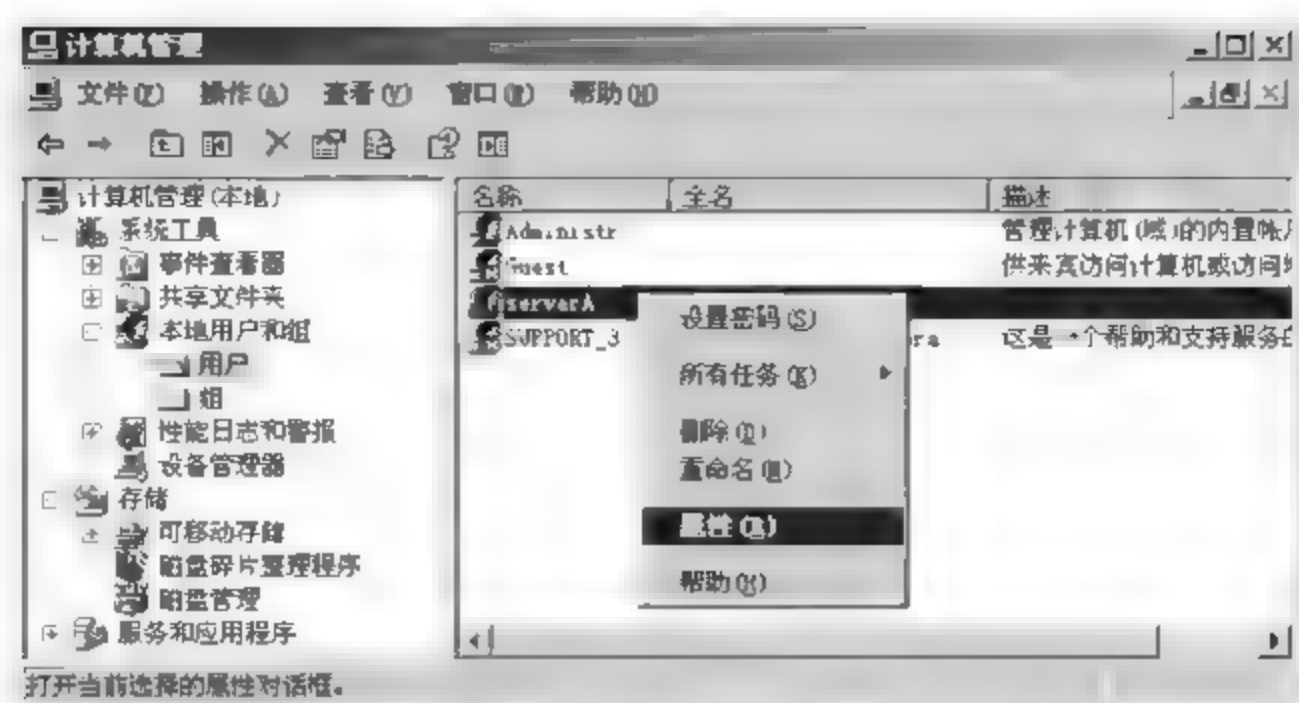 计算机管理
文件(F) 操作(A) 查看(V) 窗口(W) 帮助(H)
计算机管理(本地)
系统工具
事件查看器
共享文件夹
本地用户和组
用户
组
性能日志和警报
设备管理器
存储
可移动存储
磁盘碎片整理程序
磁盘管理
服务和应用程序
名称 全名 描述
Administr 管理计算机(域)的内置帐户
Guest 供来宾访问计算机或访问域
serverA
SUPPORT_3 ora 这是一个帮助和支持服务的
设置密码(S)
所有任务(K)
删除(D)
重命名(M)
属性(R)
帮助(H)
打开当前选择的属性对话框。